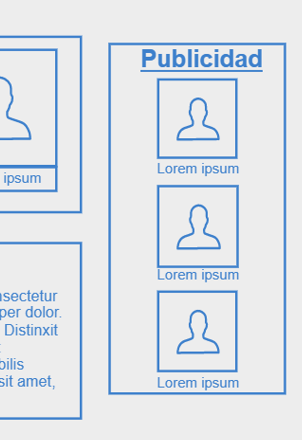 ipsum
nsectetur
per dolor.
Distinxit
bilis
sit amet,
Publicidad
Lorem ipsum
Lorem ipsum
Lorem ipsum